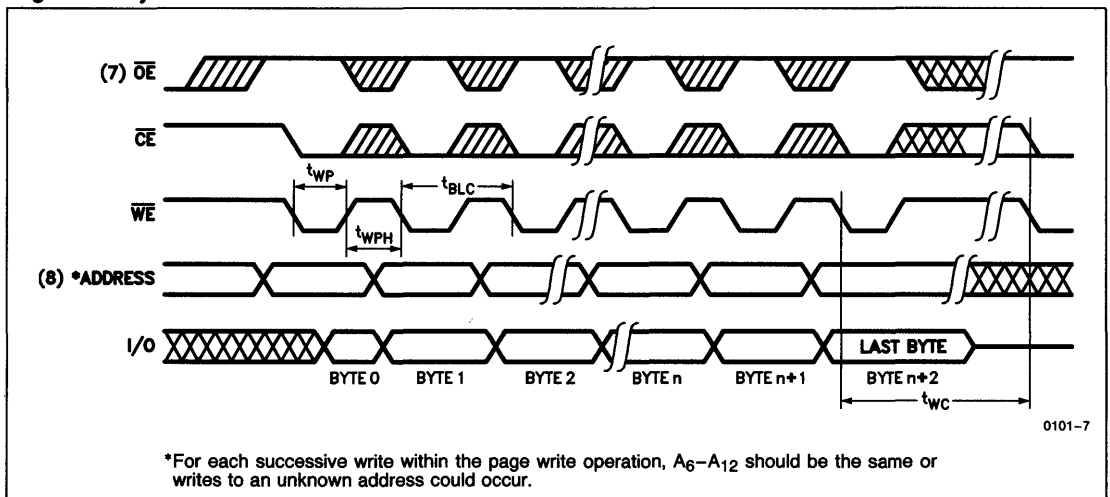 (7) OE
CE
tWP
tBLC
WE
tWPH
(8) *ADDRESS
I/O
LAST BYTE
BYTE 0 BYTE 1 BYTE 2 BYTE n BYTE n+1 BYTE n+2
tWC
0101–7
*For each successive write within the page write operation, A6–A12 should be the same or
writes to an unknown address could occur.